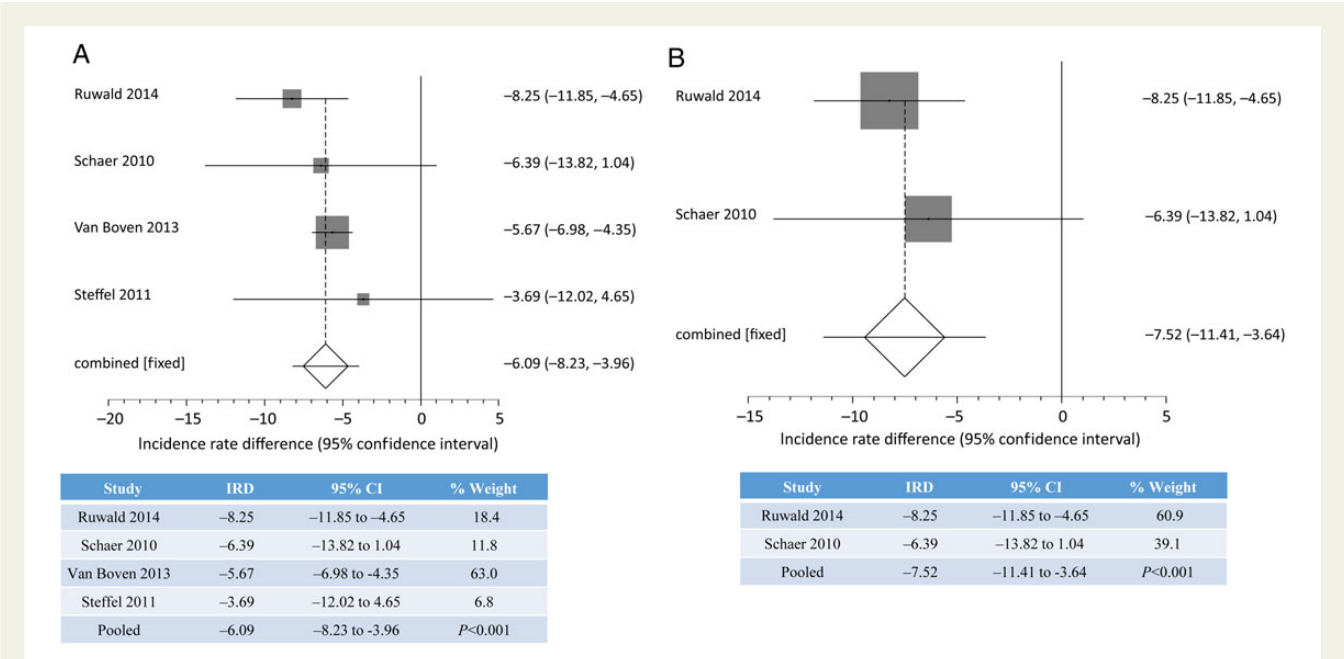 A
Ruwald 2014 –8.25 (–11.85, –4.65)
Schaer 2010 –6.39 (–13.82, 1.04)
Van Boven 2013 –5.67 (–6.98, –4.35)
Steffel 2011 –3.69 (–12.02, 4.65)
combined [fixed] –6.09 (–8.23, –3.96)
–20 –15 –10 –5 0 5
Incidence rate difference (95% confidence interval)
Study IRD 95% CI % Weight
Ruwald 2014 –8.25 –11.85 to –4.65 18.4
Schaer 2010 –6.39 –13.82 to 1.04 11.8
Van Boven 2013 –5.67 –6.98 to -4.35 63.0
Steffel 2011 –3.69 –12.02 to 4.65 6.8
Pooled –6.09 –8.23 to -3.96 P<0.001
B
Ruwald 2014 –8.25 (–11.85, –4.65)
Schaer 2010 –6.39 (–13.82, 1.04)
combined [fixed] –7.52 (–11.41, –3.64)
–15 –10 –5 0 5
Incidence rate difference (95% confidence interval)
Study IRD 95% CI % Weight
Ruwald 2014 –8.25 –11.85 to –4.65 60.9
Schaer 2010 –6.39 –13.82 to 1.04 39.1
Pooled –7.52 –11.41 to -3.64 P<0.001